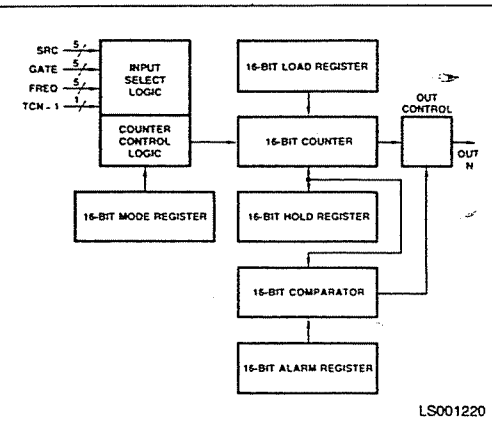 SRC 5
GATE 5
FREQ 5
TCN - 1 1
INPUT
SELECT
LOGIC
COUNTER
CONTROL
LOGIC
16-BIT MODE REGISTER
16-BIT LOAD REGISTER
16-BIT COUNTER
16-BIT HOLD REGISTER
16-BIT COMPARATOR
16-BIT ALARM REGISTER
OUT
CONTROL
OUT
N
LS001220